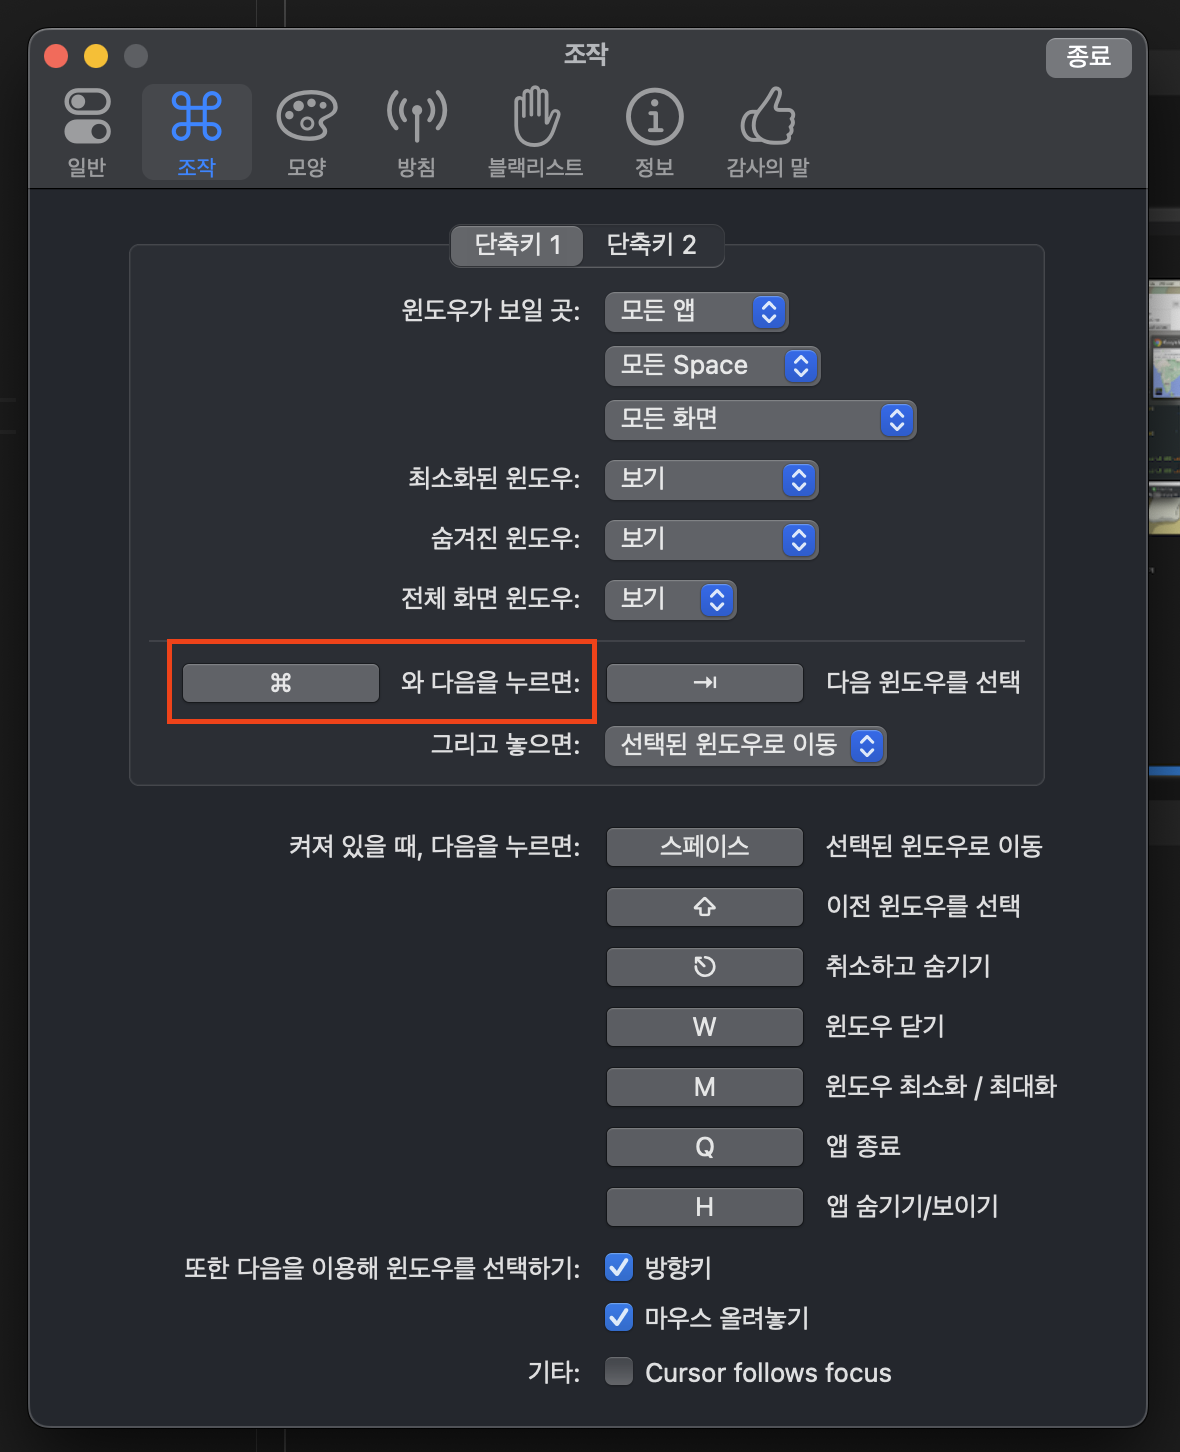 조작
종료
일반
조작
모양
방침
블랙리스트
정보
감사의 말
단축키 1
단축키 2
윈도우가 보일 곳: 모든 앱
모든 Space
모든 화면
최소화된 윈도우: 보기
숨겨진 윈도우: 보기
전체 화면 윈도우: 보기
⌘ 와 다음을 누르면: ⇥ 다음 윈도우를 선택
그리고 놓으면: 선택된 윈도우로 이동
켜져 있을 때, 다음을 누르면: 스페이스 선택된 윈도우로 이동
⇧ 이전 윈도우를 선택
⎋ 취소하고 숨기기
W 윈도우 닫기
M 윈도우 최소화 / 최대화
Q 앱 종료
H 앱 숨기기/보이기
또한 다음을 이용해 윈도우를 선택하기: 방향키
마우스 올려놓기
기타: Cursor follows focus